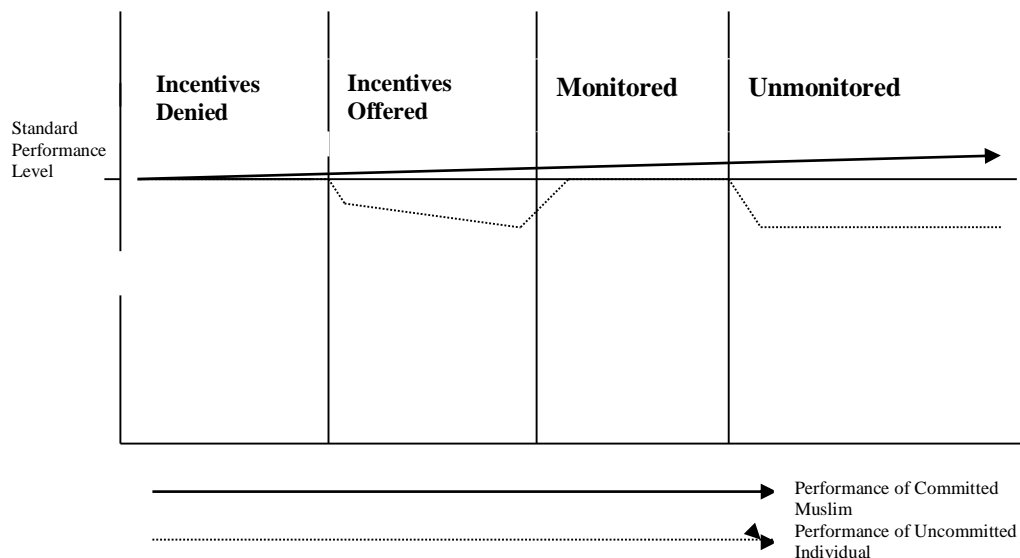 Incentives
Denied
Incentives
Offered
Monitored
Unmonitored
Standard
Performance
Level
Performance of Committed
Muslim
Performance of Uncommitted
Individual